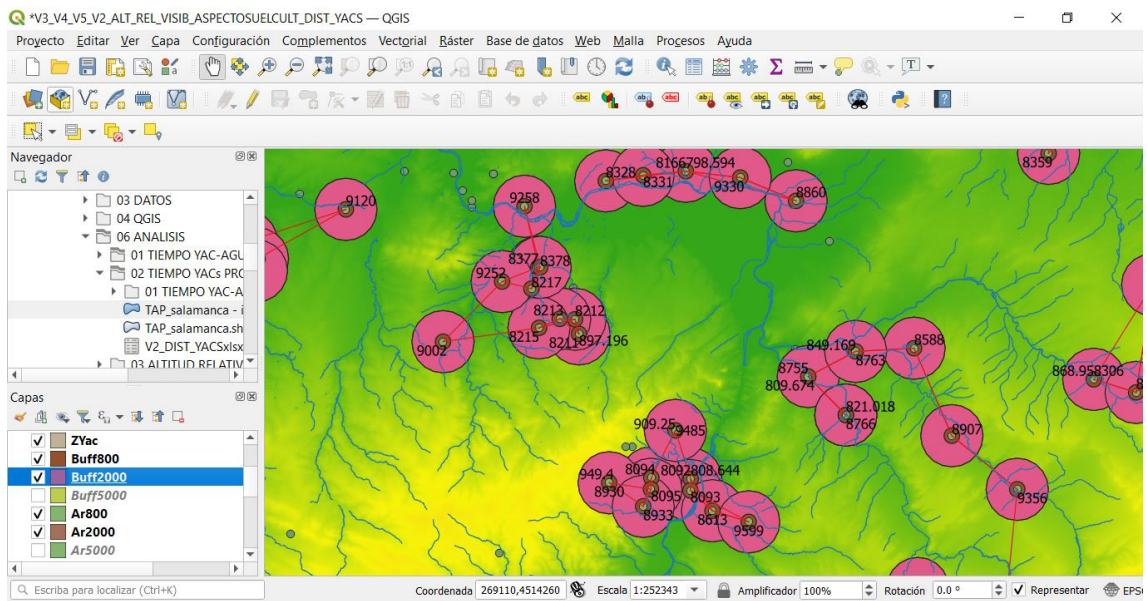 *V3_V4_V5_V2_ALT_REL_VISIB_ASPECTOSUELCULT_DIST_YACS — QGIS
Proyecto Editar Ver Capa Configuración Complementos Vectorial Ráster Base de datos Web Malla Procesos Ayuda
Navegador
03 DATOS
04 QGIS
06 ANALISIS
01 TIEMPO YAC-AGU
02 TIEMPO YACs PRO
01 TIEMPO YAC-A
TAP_salamanca - i
TAP_salamanca.sh
V2_DIST_YACSxlsx
03 ALTITUD RELATIV
Capas
ZYac
Buff800
Buff2000
Buff5000
Ar800
Ar2000
Ar5000
9120
9258
8328
8331
8166798.594
9330
8860
8359
8377
8378
9252
8217
8213
8212
8215
8211
897.196
9002
849.169
8763
8588
8755
809.674
821.018
8766
868.958306
8907
9356
909.25
9485
949.4
8094
8092808.644
8930
8095
8093
8933
8613
9599
Escriba para localizar (Ctrl+K)
Coordenada 269110,4514260 Escala 1:252343 Amplificador 100% Rotación 0.0 ° Representar EPS